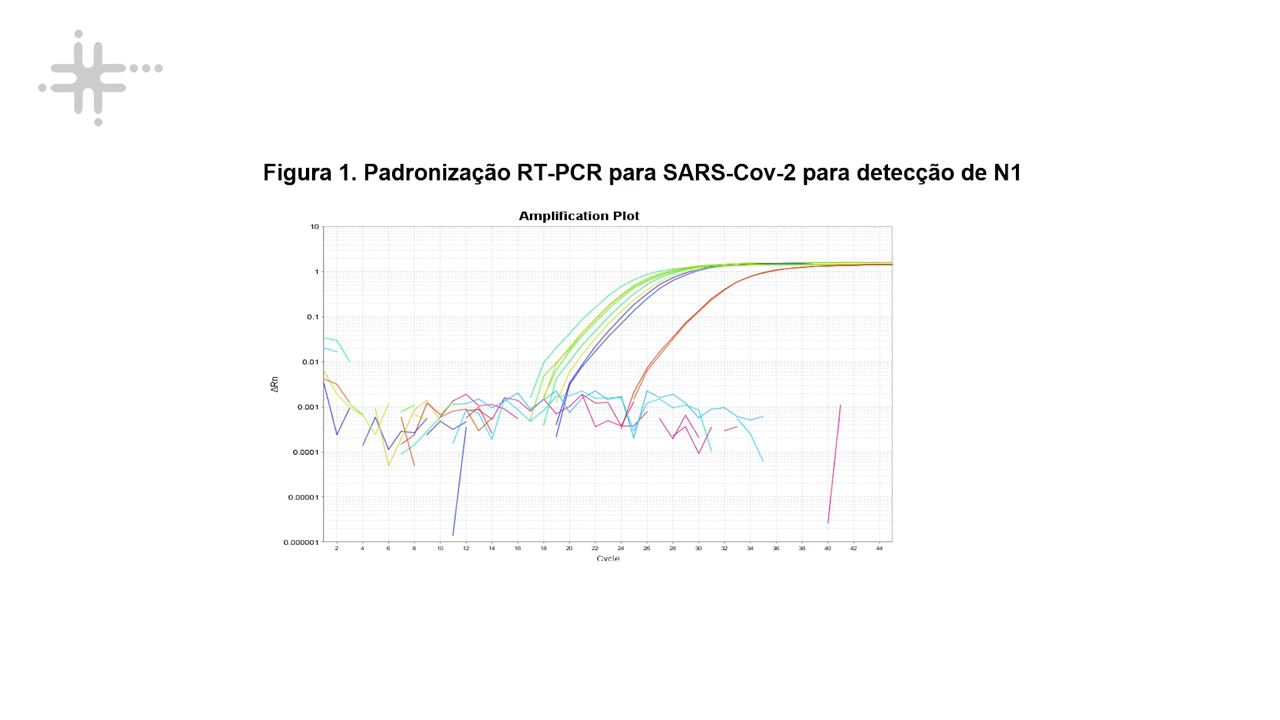 Figura 1. Padronização RT-PCR para SARS-Cov-2 para detecção de N1
Amplification Plot
10
1
0.1
0.01
0.001
0.0001
0.00001
0.000001
ΔRn
2 4 6 8 10 12 14 16 18 20 22 24 26 28 30 32 34 36 38 40 42 44
Cycle